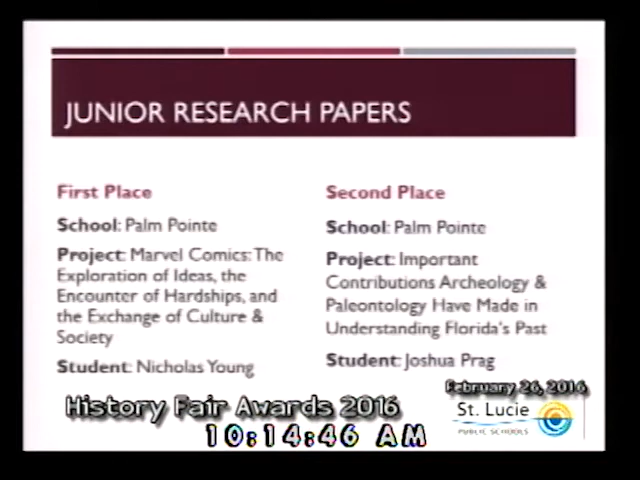 JUNIOR RESEARCH PAPERS
First Place
School: Palm Pointe
Project: Marvel Comics: The
Exploration of Ideas, the
Encounter of Hardships, and
the Exchange of Culture &
Society
Student: Nicholas Young
Second Place
School: Palm Pointe
Project: Important
Contributions Archeology &
Paleontology Have Made in
Understanding Florida's Past
Student: Joshua Prag
History Fair Awards 2016
February 26, 2016
10:14:46 AM
St. Lucie
PUBLIC SCHOOLS